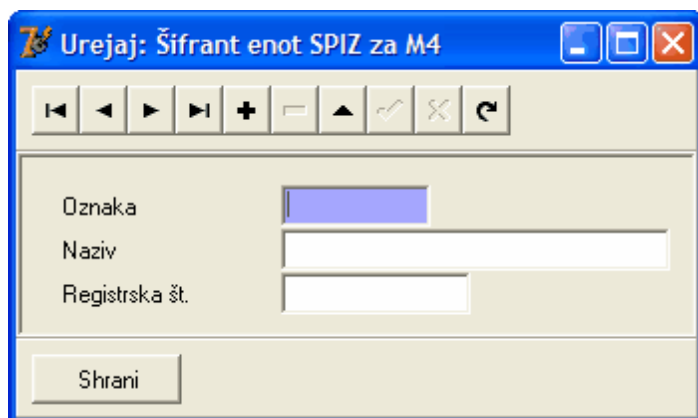 Urejaj: Šifrant enot SPIZ za M4
Oznaka
Naziv
Registrska št.
Shrani